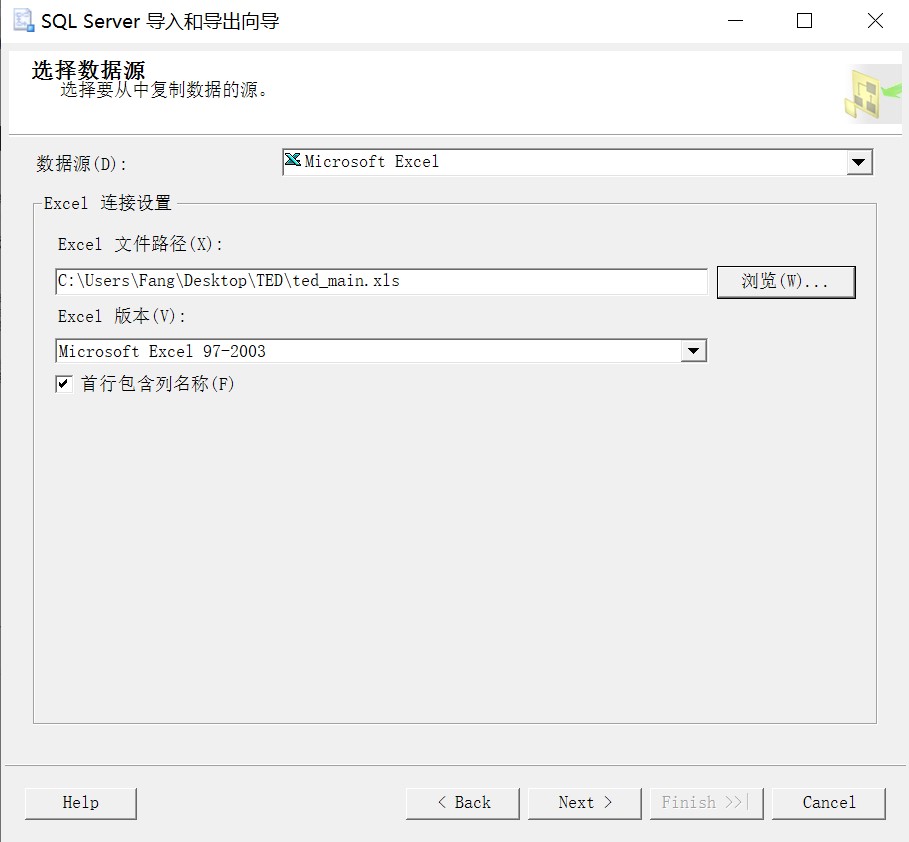 SQL Server 导入和导出向导
选择数据源
选择要从中复制数据的源。
数据源(D):
Microsoft Excel
Excel 连接设置
Excel 文件路径(X):
C:\Users\Fang\Desktop\TED\ted_main.xls
浏览(W)...
Excel 版本(V):
Microsoft Excel 97-2003
首行包含列名称(F)
Help
< Back
Next >
Finish >>|
Cancel